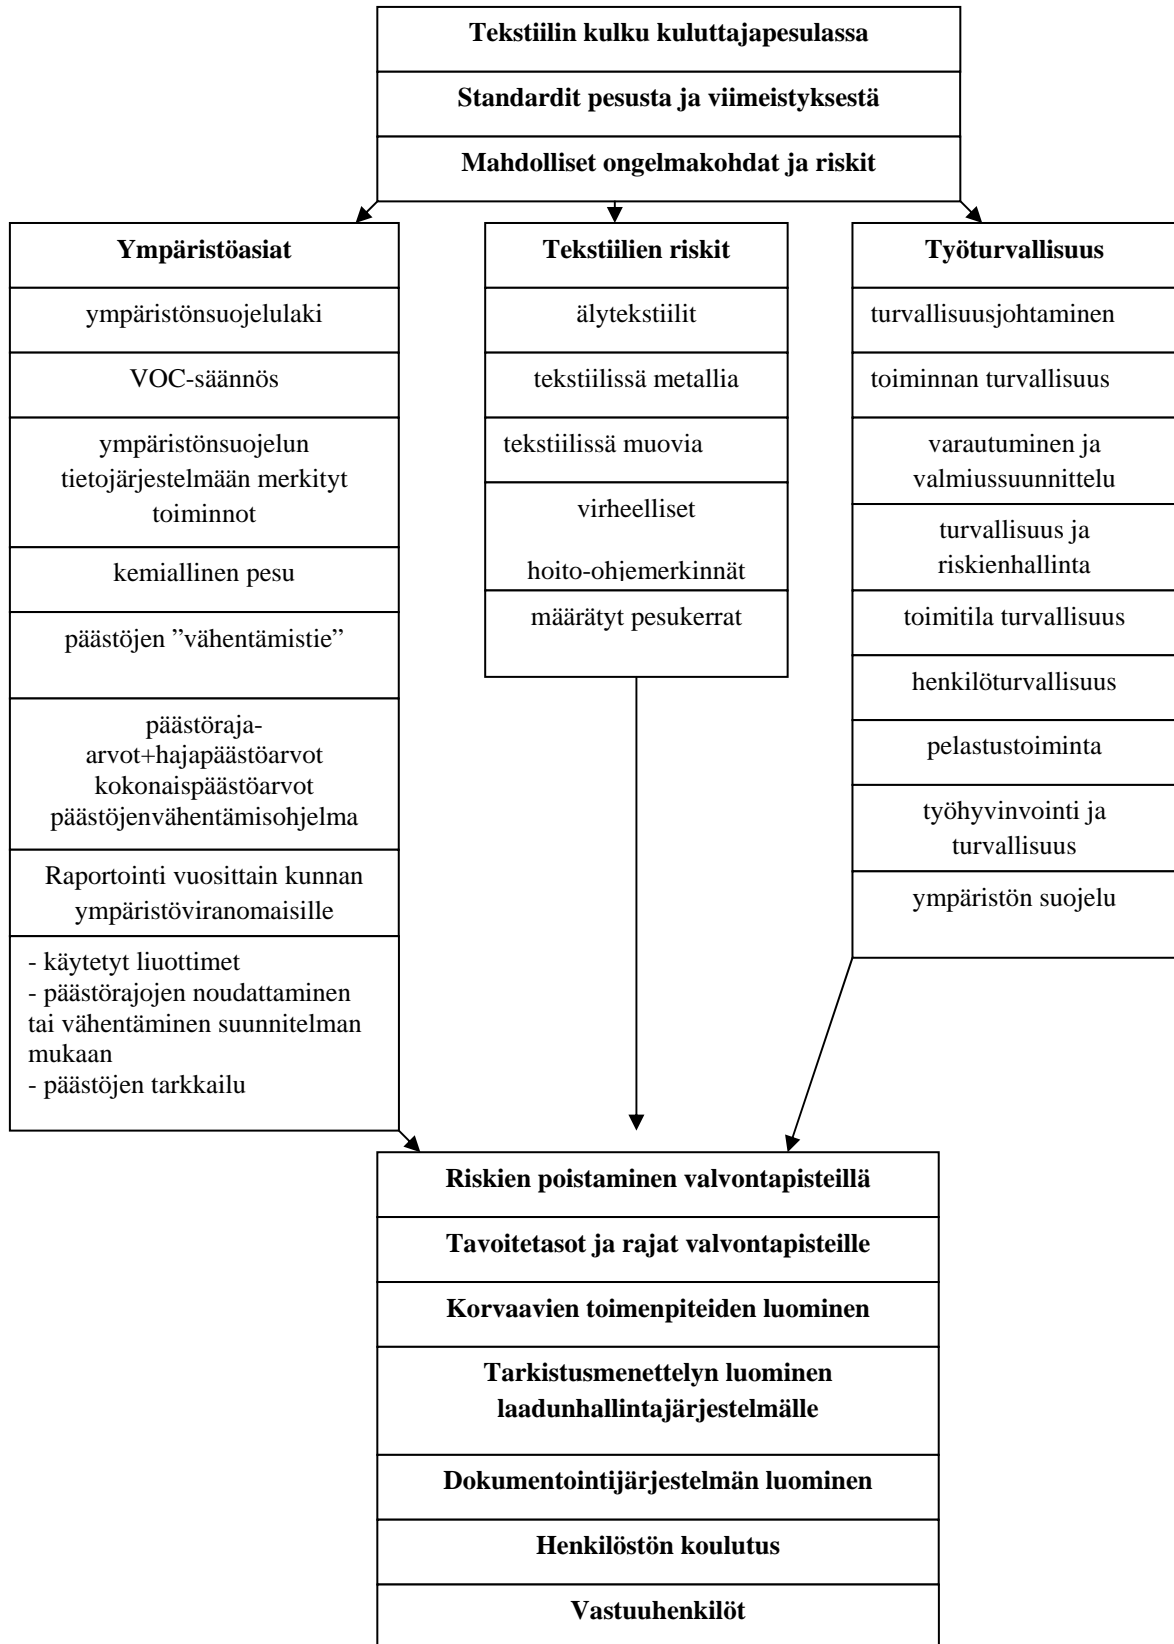 Tekstiilin kulku kuluttajapesulassa
Standardit pesusta ja viimeistyksestä
Mahdolliset ongelmakohdat ja riskit
Ympäristöasiat
ympäristönsuojelulaki
VOC-säännös
ympäristönsuojelun
tietojärjestelmään merkityt
toiminnot
kemiallinen pesu
päästöjen ”vähentämistie”
päästöraja-
arvot+hajapäästöarvot
kokonaispäästöarvot
päästöjenvähentämisohjelma
Raportointi vuosittain kunnan
ympäristöviranomaisille
- käytetyt liuottimet
- päästörajojen noudattaminen
tai vähentäminen suunnitelman
mukaan
- päästöjen tarkkailu
Tekstiilien riskit
älytekstiilit
tekstiilissä metallia
tekstiilissä muovia
virheelliset
hoito-ohjemerkinnät
määrätyt pesukerrat
Työturvallisuus
turvallisuusjohtaminen
toiminnan turvallisuus
varautuminen ja
valmiussuunnittelu
turvallisuus ja
riskienhallinta
toimitila turvallisuus
henkilöturvallisuus
pelastustoiminta
työhyvinvointi ja
turvallisuus
ympäristön suojelu
Riskien poistaminen valvontapisteillä
Tavoitetasot ja rajat valvontapisteille
Korvaavien toimenpiteiden luominen
Tarkistusmenettelyn luominen
laadunhallintajärjestelmälle
Dokumentointijärjestelmän luominen
Henkilöstön koulutus
Vastuuhenkilöt